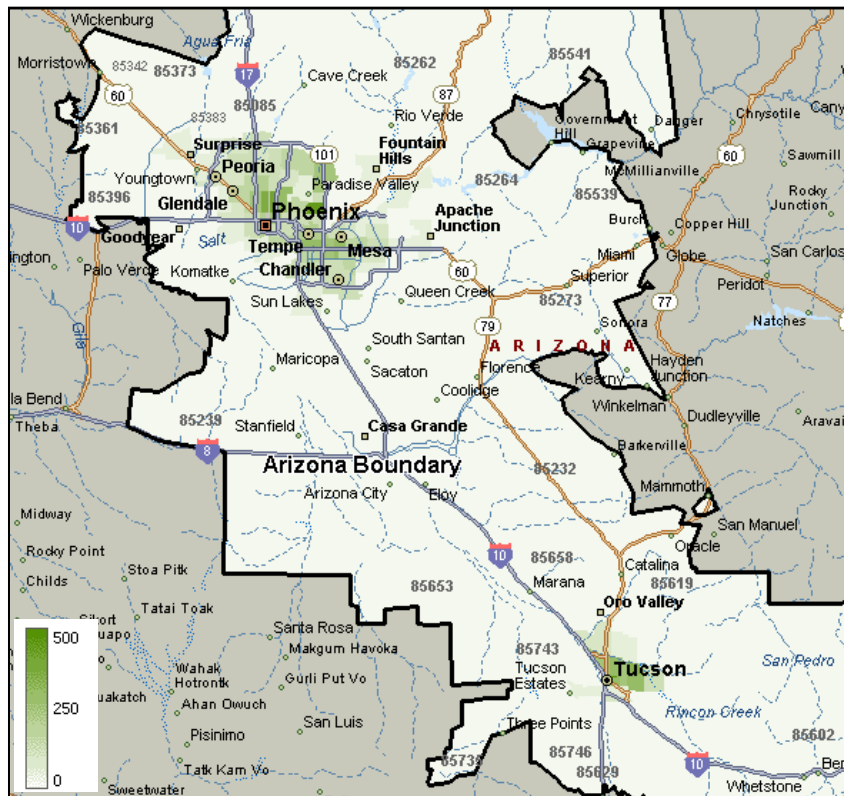 Wickenburg
Agua Fria
Morristown
85342
85373
85262
85541
17
Cave Creek
87
60
85085
85383
Rio Verde
Government
Hill
Danger
Chrysotile
85361
Surprise
Peoria
101
Fountain
Hills
Grapevine
60
Sawmill
Youngtown
Paradise Valley
85264
McMillianville
85539
Rocky
Junction
85396
Glendale
Phoenix
Apache
Junction
Burch
Copper Hill
10
Goodyear
Salt
Tempe
Mesa
Miami
Globe
San Carlos
ington
Palo Verde
Komatke
Chandler
60
Superior
Peridot
Sun Lakes
Queen Creek
85273
77
Gila
79
Sonora
Natches
South Santan
ARIZONA
Maricopa
Sacaton
Florence
Hayden
Junction
Kearny
la Bend
Coolidge
Winkelman
Theba
85239
Stanfield
Casa Grande
Dudleyville
Aravai
8
Arizona Boundary
85232
Barkerville
Arizona City
Eloy
Mammoth
Midway
San Manuel
Rocky Point
10
85658
Oracle
Childs
Stoa Pitk
85653
Marana
Catalina
85619
Tatai Toak
Oro Valley
500
Santa Rosa
Makgum Havoka
85743
Wahak
Hotrontk
Tucson
Estates
Tucson
San Pedro
250
uakatch
Gurli Put Vo
Ahan Owuch
Rincon Creek
San Luis
Three Points
85602
Pisinimo
85746
10
0
Tatk Kam Vo
85629
Sweetwater
Whetstone